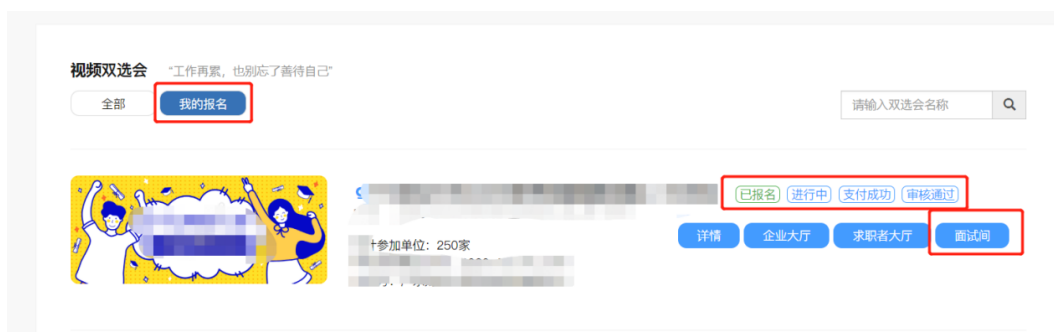 视频双选会 “工作再累，也别忘了善待自己”
全部 我的报名 请输入双选会名称
已报名 进行中 支付成功 审核通过
详情 企业大厅 求职者大厅 面试间
参加单位：250家